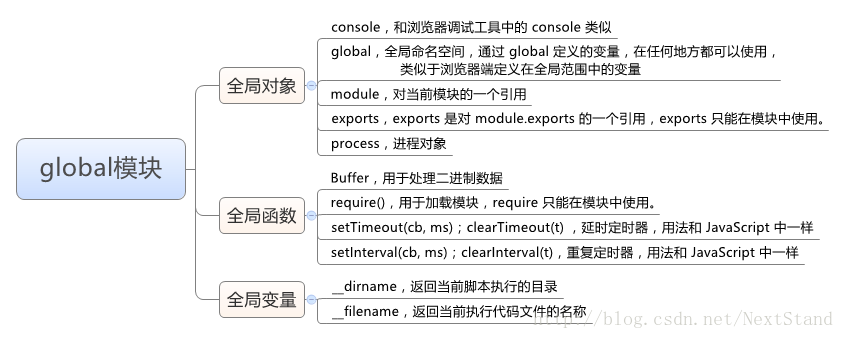 global模块
全局对象
console，和浏览器调试工具中的 console 类似
global，全局命名空间，通过 global 定义的变量，在任何地方都可以使用，
类似于浏览器端定义在全局范围中的变量
module，对当前模块的一个引用
exports，exports 是对 module.exports 的一个引用，exports 只能在模块中使用。
process，进程对象
全局函数
Buffer，用于处理二进制数据
require()，用于加载模块，require 只能在模块中使用。
setTimeout(cb, ms)；clearTimeout(t) ，延时定时器，用法和 JavaScript 中一样
setInterval(cb, ms)；clearInterval(t)，重复定时器，用法和 JavaScript 中一样
全局变量
__dirname，返回当前脚本执行的目录
__filename，返回当前执行代码文件的名称
http://blog.csdn.net/NextStand